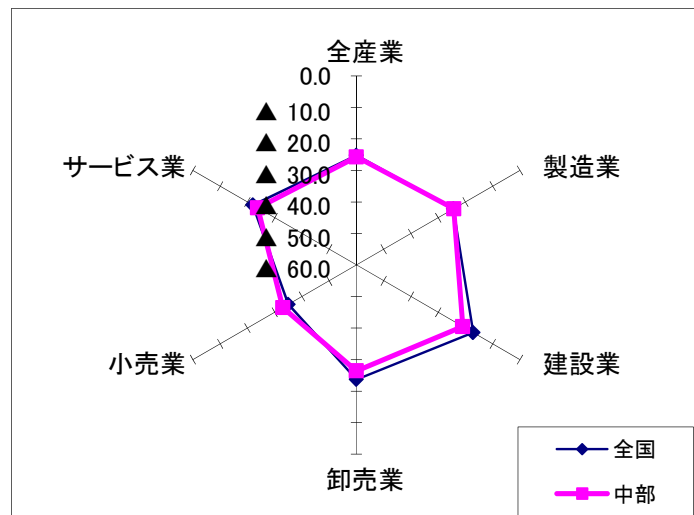 全産業
0.0
▲ 10.0
▲ 20.0
▲ 30.0
▲ 40.0
▲ 50.0
▲ 60.0
サービス業
製造業
小売業
建設業
卸売業
全国
中部